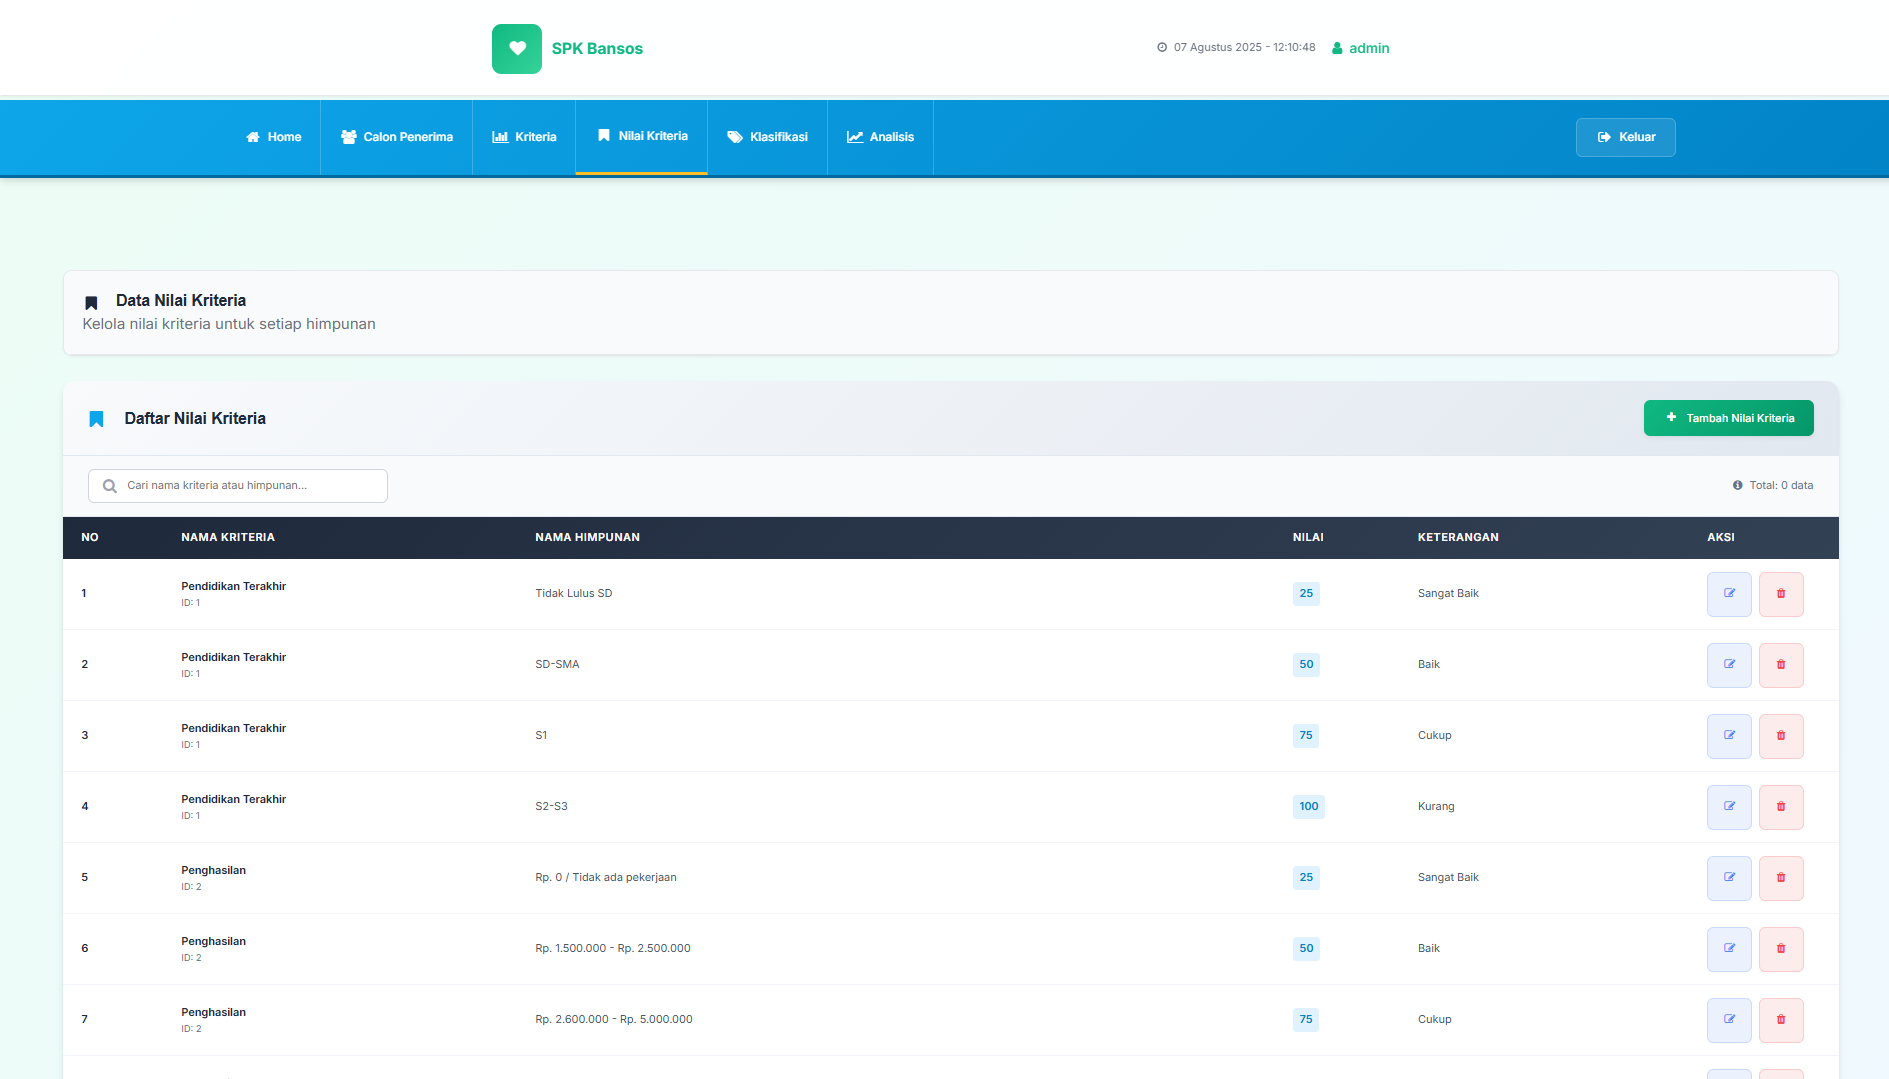 SPK Bansos
07 Agustus 2025 - 12:10:48 admin
Home Calon Penerima Kriteria Nilai Kriteria Klasifikasi Analisis Keluar
Data Nilai Kriteria
Kelola nilai kriteria untuk setiap himpunan
Daftar Nilai Kriteria
Tambah Nilai Kriteria
Cari nama kriteria atau himpunan...
Total: 0 data
NO NAMA KRITERIA NAMA HIMPUNAN NILAI KETERANGAN AKSI
1 Pendidikan Terakhir Tidak Lulus SD 25 Sangat Baik
ID: 1
2 Pendidikan Terakhir SD-SMA 50 Baik
ID: 1
3 Pendidikan Terakhir S1 75 Cukup
ID: 1
4 Pendidikan Terakhir S2-S3 100 Kurang
ID: 1
5 Penghasilan Rp. 0 / Tidak ada pekerjaan 25 Sangat Baik
ID: 2
6 Penghasilan Rp. 1.500.000 - Rp. 2.500.000 50 Baik
ID: 2
7 Penghasilan Rp. 2.600.000 - Rp. 5.000.000 75 Cukup
ID: 2